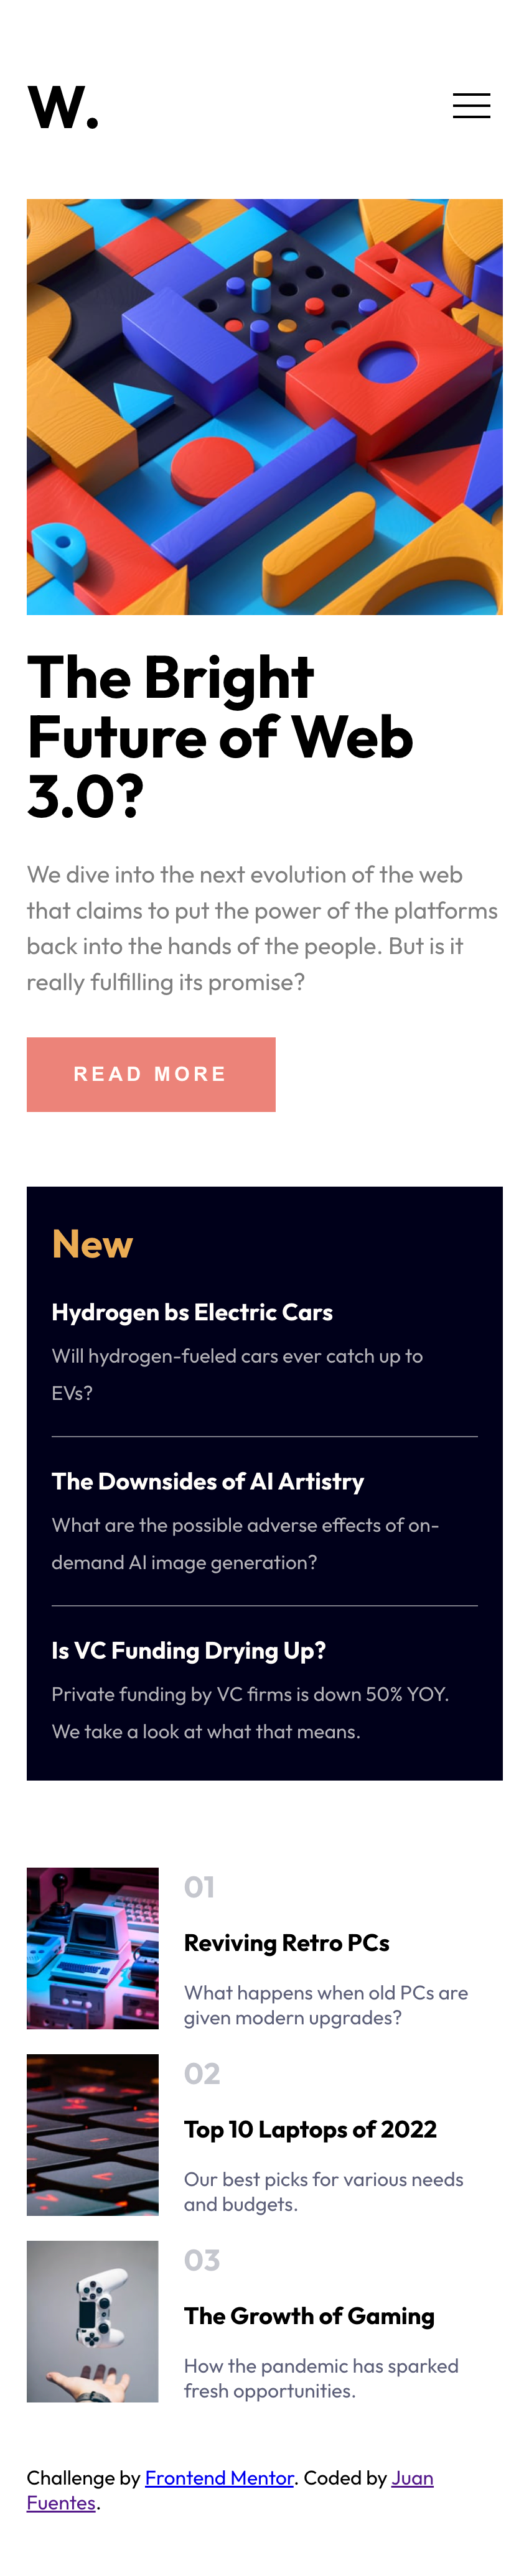 W.
The Bright
Future of Web
3.0?
We dive into the next evolution of the web
that claims to put the power of the platforms
back into the hands of the people. But is it
really fulfilling its promise?
READ MORE
New
Hydrogen bs Electric Cars
Will hydrogen-fueled cars ever catch up to
EVs?
The Downsides of AI Artistry
What are the possible adverse effects of on-
demand AI image generation?
Is VC Funding Drying Up?
Private funding by VC firms is down 50% YOY.
We take a look at what that means.
01
Reviving Retro PCs
What happens when old PCs are
given modern upgrades?
02
Top 10 Laptops of 2022
Our best picks for various needs
and budgets.
03
The Growth of Gaming
How the pandemic has sparked
fresh opportunities.
Challenge by Frontend Mentor. Coded by Juan
Fuentes.